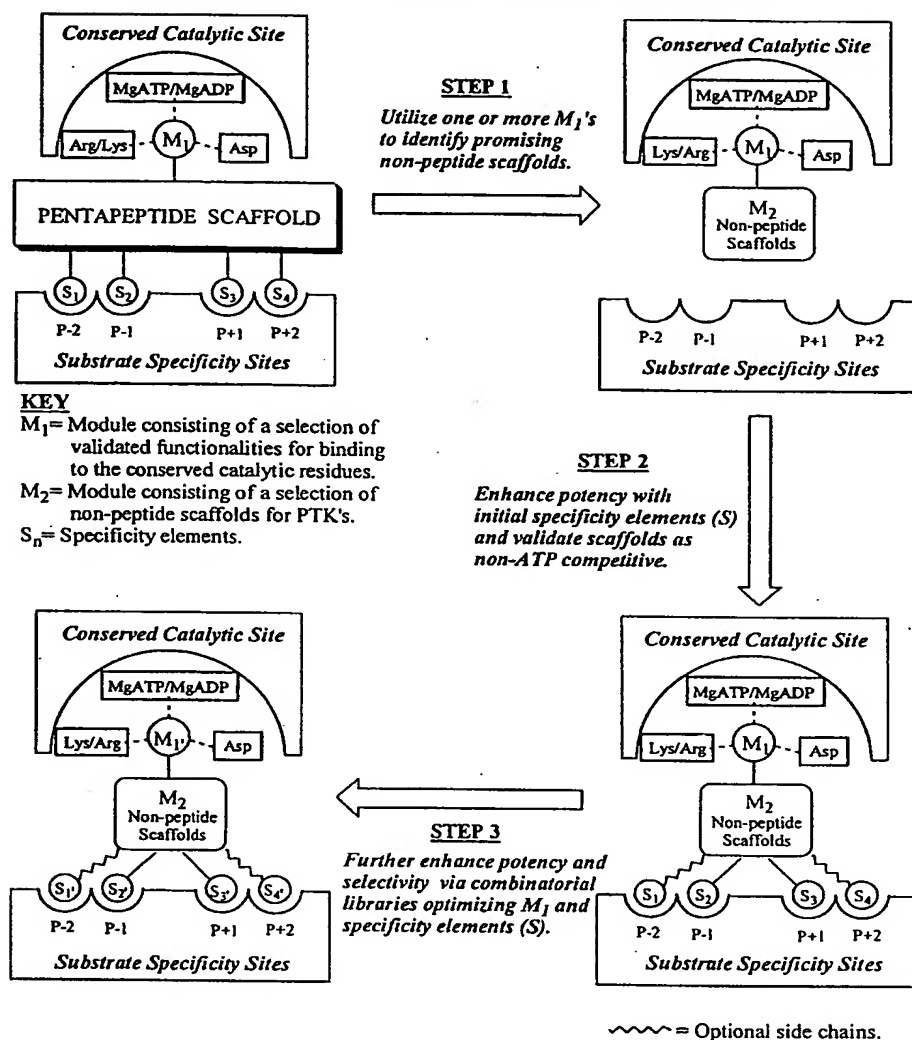 Conserved Catalytic Site
MgATP/MgADP
Arg/Lys
M1
Asp
PENTAPEPTIDE SCAFFOLD
S1
S2
S3
S4
P-2
P-1
P+1
P+2
Substrate Specificity Sites
STEP 1
Utilize one or more M1's
to identify promising
non-peptide scaffolds.
Conserved Catalytic Site
MgATP/MgADP
Lys/Arg
M1
Asp
M2
Non-peptide
Scaffolds
P-2
P-1
P+1
P+2
Substrate Specificity Sites
KEY
M1= Module consisting of a selection of
validated functionalities for binding
to the conserved catalytic residues.
M2= Module consisting of a selection of
non-peptide scaffolds for PTK's.
Sn= Specificity elements.
STEP 2
Enhance potency with
initial specificity elements (S)
and validate scaffolds as
non-ATP competitive.
Conserved Catalytic Site
MgATP/MgADP
Lys/Arg
M1
Asp
M2
Non-peptide
Scaffolds
S1
S2
S3
S4
P-2
P-1
P+1
P+2
Substrate Specificity Sites
STEP 3
Further enhance potency and
selectivity via combinatorial
libraries optimizing M1 and
specificity elements (S).
Conserved Catalytic Site
MgATP/MgADP
Lys/Arg
M1'
Asp
M2
Non-peptide
Scaffolds
S1'
S2'
S3'
S4'
P-2
P-1
P+1
P+2
Substrate Specificity Sites
= Optional side chains.